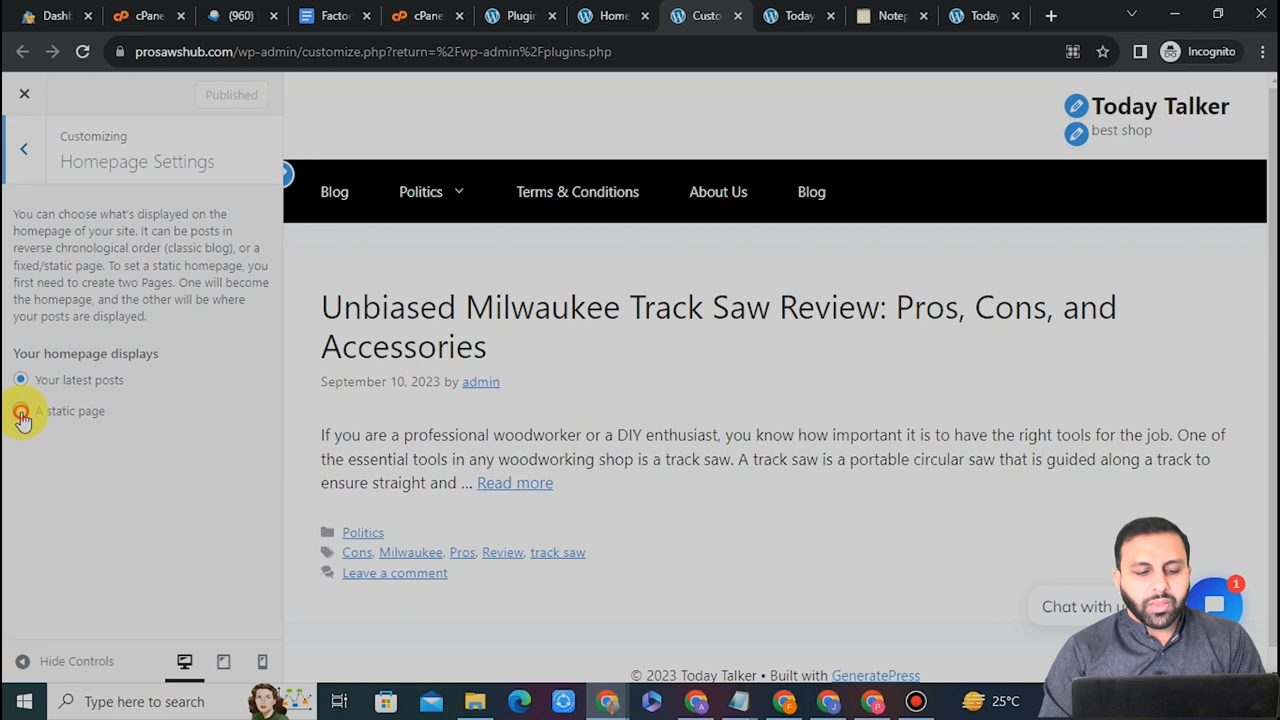 Dashb
cPane
(960)
Factor
cPane
Plugin
Home
Custo
Today
Notep
Today
prosawshub.com/wp-admin/customize.php?return=%2Fwp-admin%2Fplugins.php
Incognito
Published
Customizing
Homepage Settings
You can choose what's displayed on the
homepage of your site. It can be posts in
reverse chronological order (classic blog), or a
fixed/static page. To set a static homepage, you
first need to create two Pages. One will become
the homepage, and the other will be where
your posts are displayed.
Your homepage displays
Your latest posts
A static page
Hide Controls
Today Talker
best shop
Blog Politics Terms & Conditions About Us Blog
Unbiased Milwaukee Track Saw Review: Pros, Cons, and
Accessories
September 10, 2023 by admin
If you are a professional woodworker or a DIY enthusiast, you know how important it is to have the right tools for the job. One of
the essential tools in any woodworking shop is a track saw. A track saw is a portable circular saw that is guided along a track to
ensure straight and ... Read more
Politics
Cons, Milwaukee, Pros, Review, track saw
Leave a comment
Chat with u
1
© 2023 Today Talker • Built with GeneratePress
Type here to search
25°C